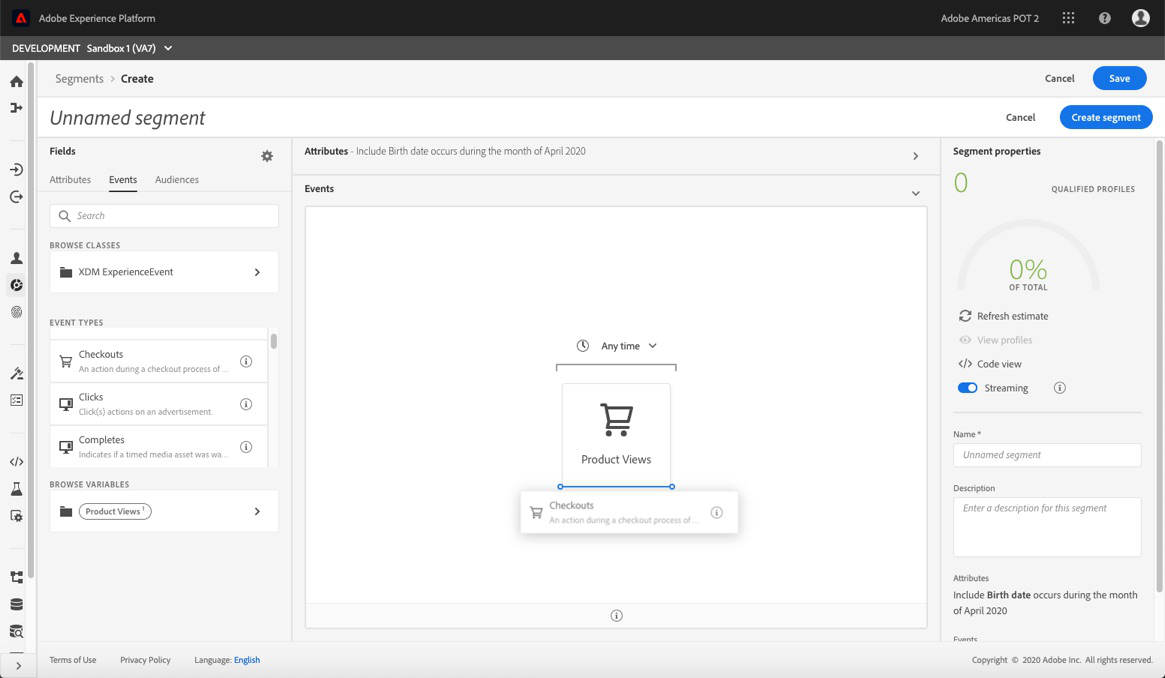 Adobe Experience Platform
Adobe Americas POT 2
DEVELOPMENT Sandbox 1 (VA7)
Segments > Create
Cancel
Save
Unnamed segment
Cancel
Create segment
Fields
Attributes
Events
Audiences
Search
BROWSE CLASSES
XDM ExperienceEvent
EVENT TYPES
Checkouts
An action during a checkout process of ...
Clicks
Click(s) actions on an advertisement.
Completes
Indicates if a timed media asset was wa...
BROWSE VARIABLES
Product Views 1
Attributes - Include Birth date occurs during the month of April 2020
Events
Any time
Product Views
Checkouts
An action during a checkout process of ...
Segment properties
0
QUALIFIED PROFILES
0%
OF TOTAL
Refresh estimate
View profiles
Code view
Streaming
Name *
Unnamed segment
Description
Enter a description for this segment
Attributes
Include Birth date occurs during the month
of April 2020
Events
Terms of Use
Privacy Policy
Language: English
Copyright © 2020 Adobe Inc. All rights reserved.